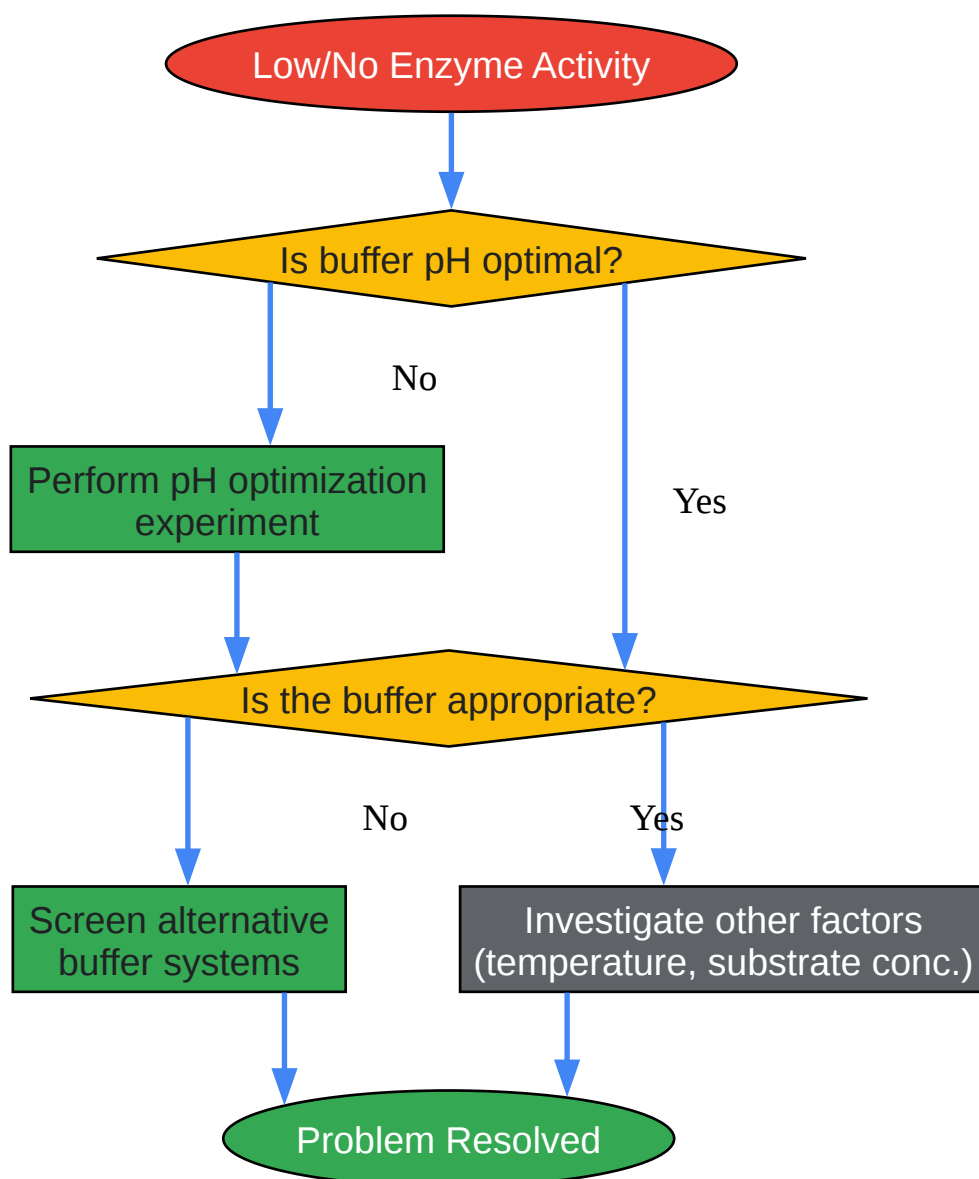 Low/No Enzyme Activity
Is buffer pH optimal?
No
Perform pH optimization
experiment
Yes
Is the buffer appropriate?
No
Yes
Screen alternative
buffer systems
Investigate other factors
(temperature, substrate conc.)
Problem Resolved